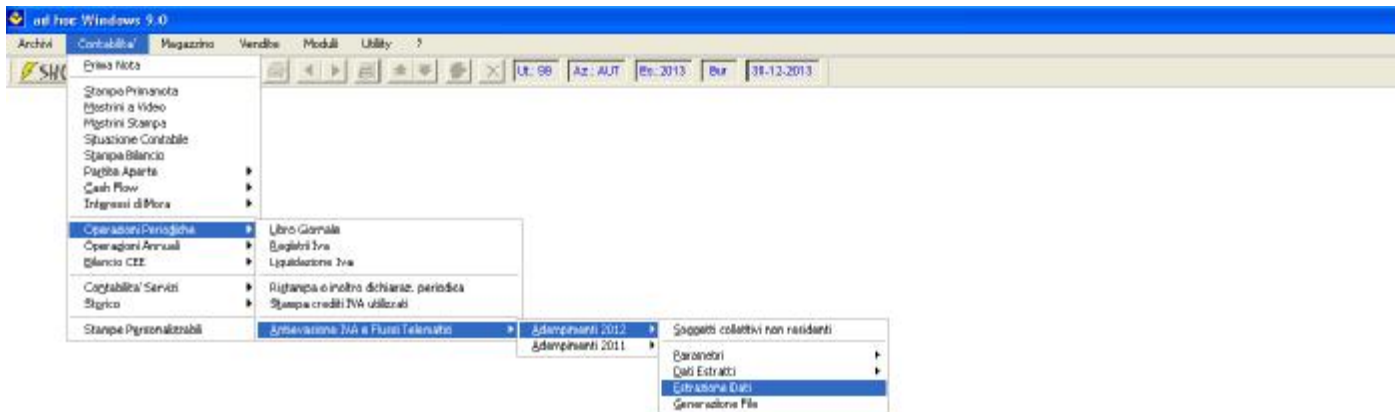 ad hoc Windows 9.0
Archivi Contabilita' Magazzino Vendite Moduli Utility ?
Ut: 98 Az: AUT Es: 2013 Eur 31-12-2013
Prima Nota
Stampa Primanota
Mastrini a Video
Mastrini Stampa
Situazione Contabile
Stampa Bilancio
Partite Aperte
Cash Flow
Interessi di Mora
Operazioni Periodiche
Operazioni Annuali
Bilancio CEE
Contabilita' Servizi
Storico
Stampe Personalizzabili
Libro Giornale
Registri Iva
Liquidazione Iva
Ristampa o inoltro dichiaraz. periodica
Stampa crediti IVA utilizzati
Antievasione IVA e Flussi Telematici
Adempimenti 2012
Adempimenti 2011
Soggetti collettivi non residenti
Parametri
Dati Estratti
Estrazione Dati
Generazione File